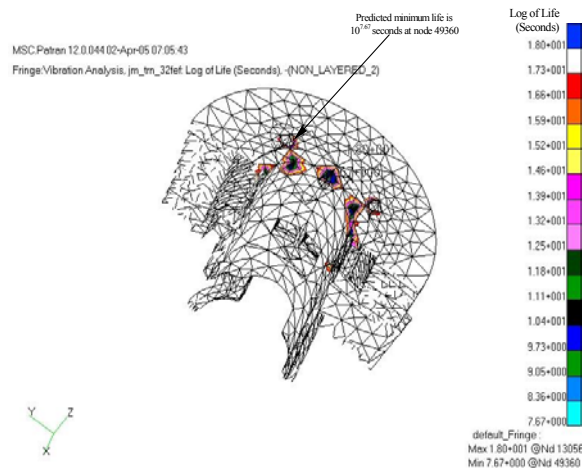 Predicted minimum life is
10^7.67 seconds at node 49360
Log of Life
(Seconds)
MSC.Patran 12.0.044 02-Apr-05 07:05:43
Fringe:Vibration Analysis, jm_trn_32fef: Log of Life (Seconds), -(NON_LAYERED_2)
1.80+001
1.73+001
1.66+001
1.59+001
1.52+001
1.46+001
1.39+001
1.32+001
1.25+001
1.18+001
1.11+001
1.04+001
9.73+000
9.05+000
8.36+000
7.67+000
Y
Z
X
default_Fringe :
Max 1.80+001 @Nd 13056
Min 7.67+000 @Nd 49360